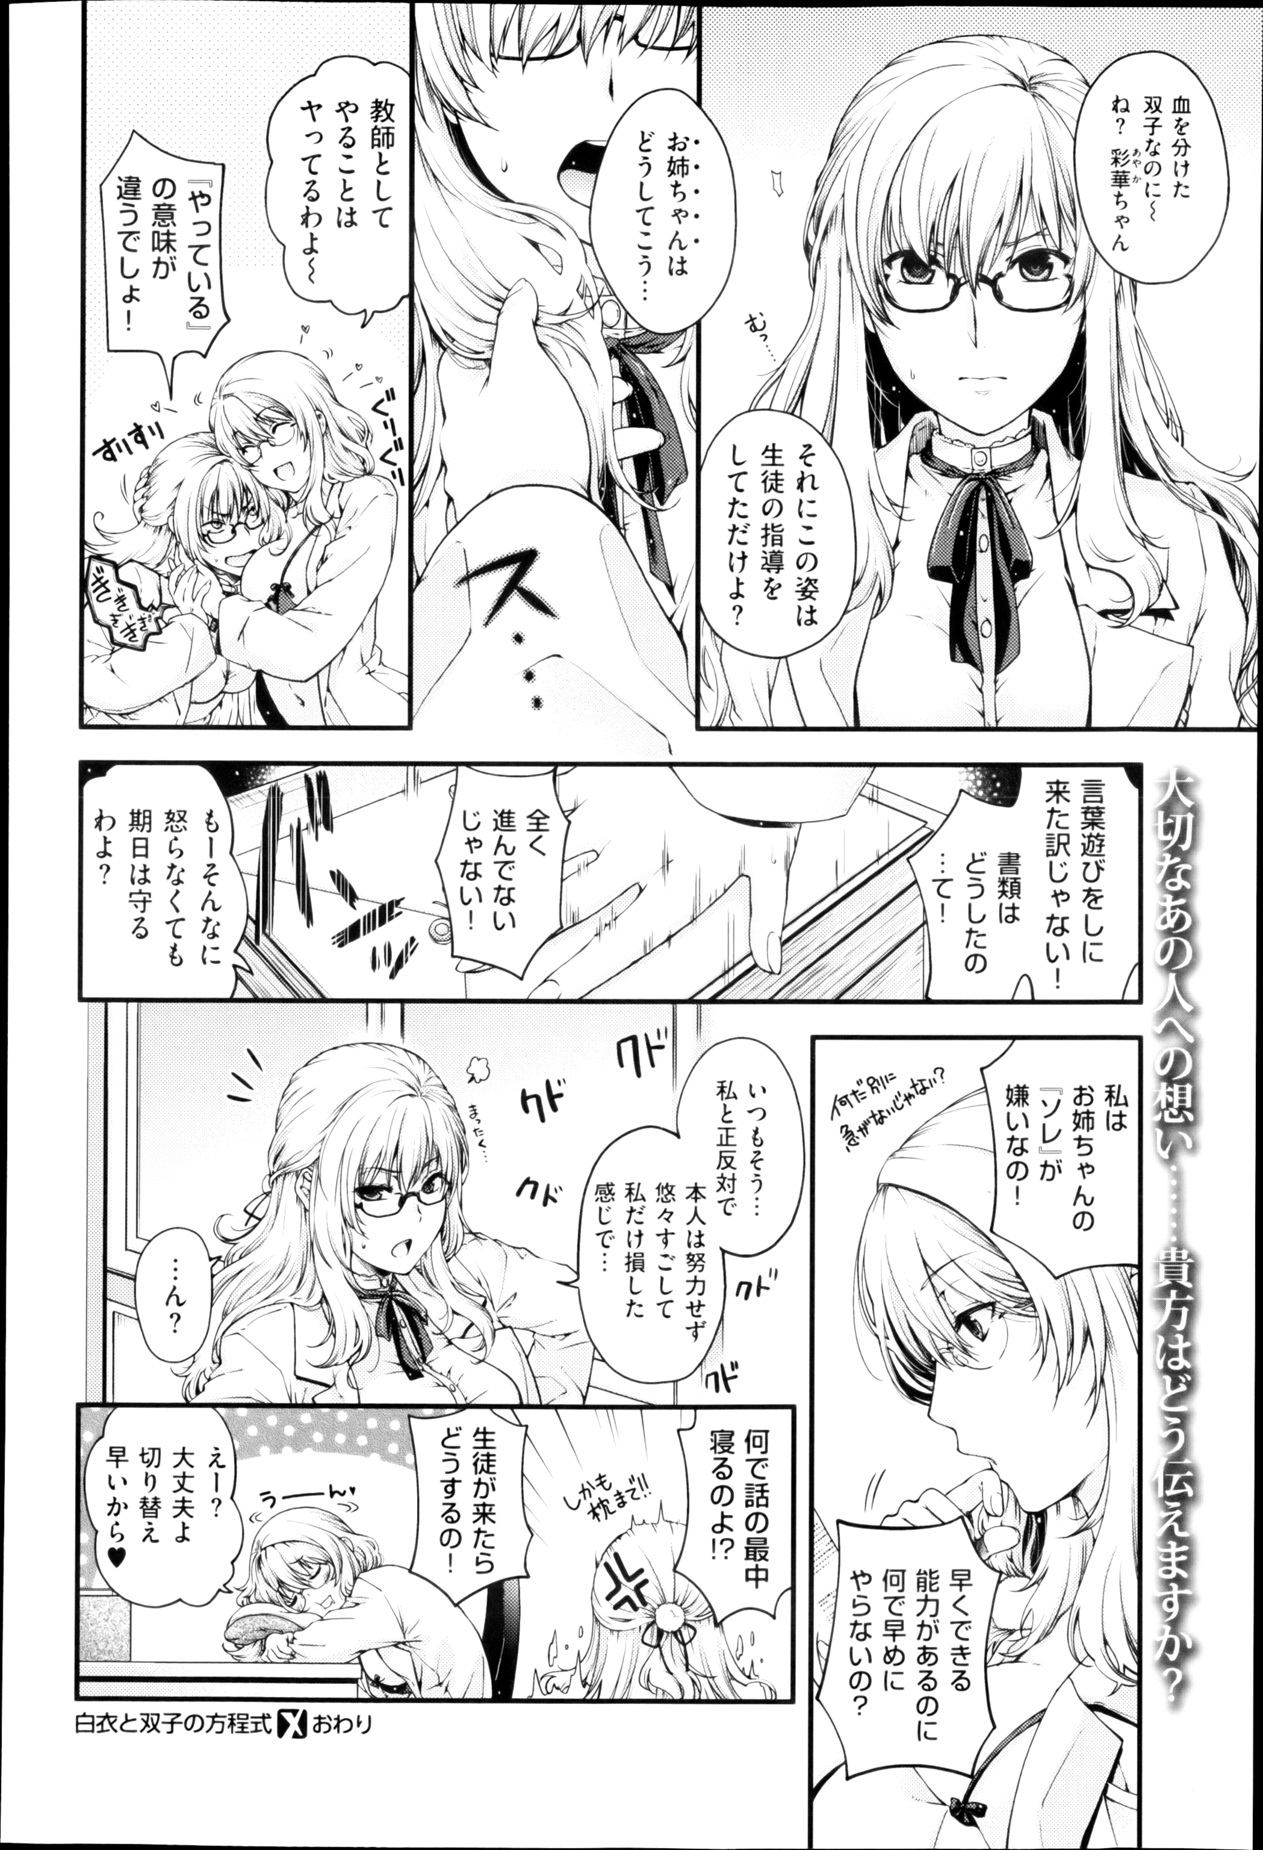 血を分けた
双子なのに～
ね?　彩華ちゃん
あやか
むっ…
それにこの姿は
生徒の指導を
してただけよ?
お姉ちゃんは
どうしてこう…
ス…
教師として
やることは
ヤってるわよ～
『やっている』
の意味が
違うでしょ!
ぐりぐり
すりすり
ぎぎぎぎぎぎ
言葉遊びをしに
来た訳じゃない!
書類は
どうしたの
…て!
全く
進んでない
じゃない!
もーそんなに
怒らなくても
期日は守る
わよ?
大切なあの人への想い……貴方はどう伝えますか?
私は
お姉ちゃんの
『ソレ』が
嫌いなの!
何だ別に
急がないじゃない?
早くできる
能力があるのに
何で早めに
やらないの?
いつもそう…
私と正反対で
本人は努力せず
悠々すごして
私だけ損した
感じで…
クド
クド
クド
クド
クド
まったく…
……ん?
何で話の最中
寝るのよ!?
しかも
枕まで!!
生徒が来たら
どうするの!
うーーん
えー?
大丈夫よ
切り替え
早いから♥
白衣と双子の方程式X おわり